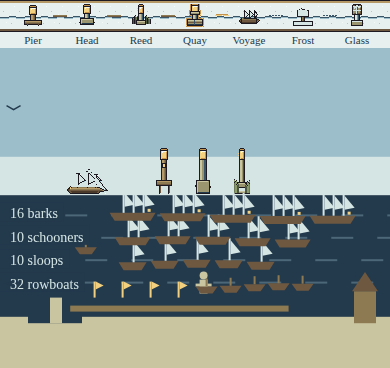 Pier Head Reed Quay Voyage Frost Glass
16 barks
10 schooners
10 sloops
32 rowboats